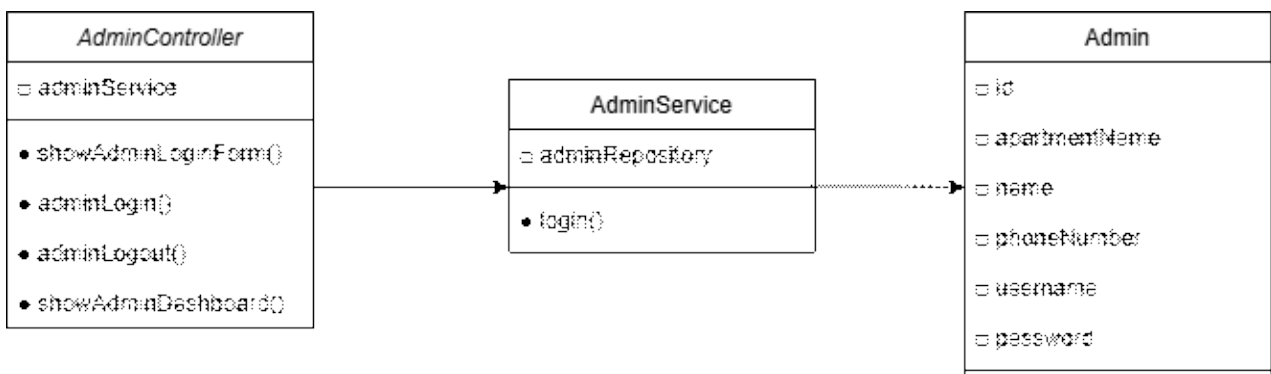 AdminController
adminService
showAdminLoginForm()
adminLogin()
adminLogout()
showAdminDashboard()
AdminService
adminRepository
login()
Admin
id
apartmentName
name
phoneNumber
username
password